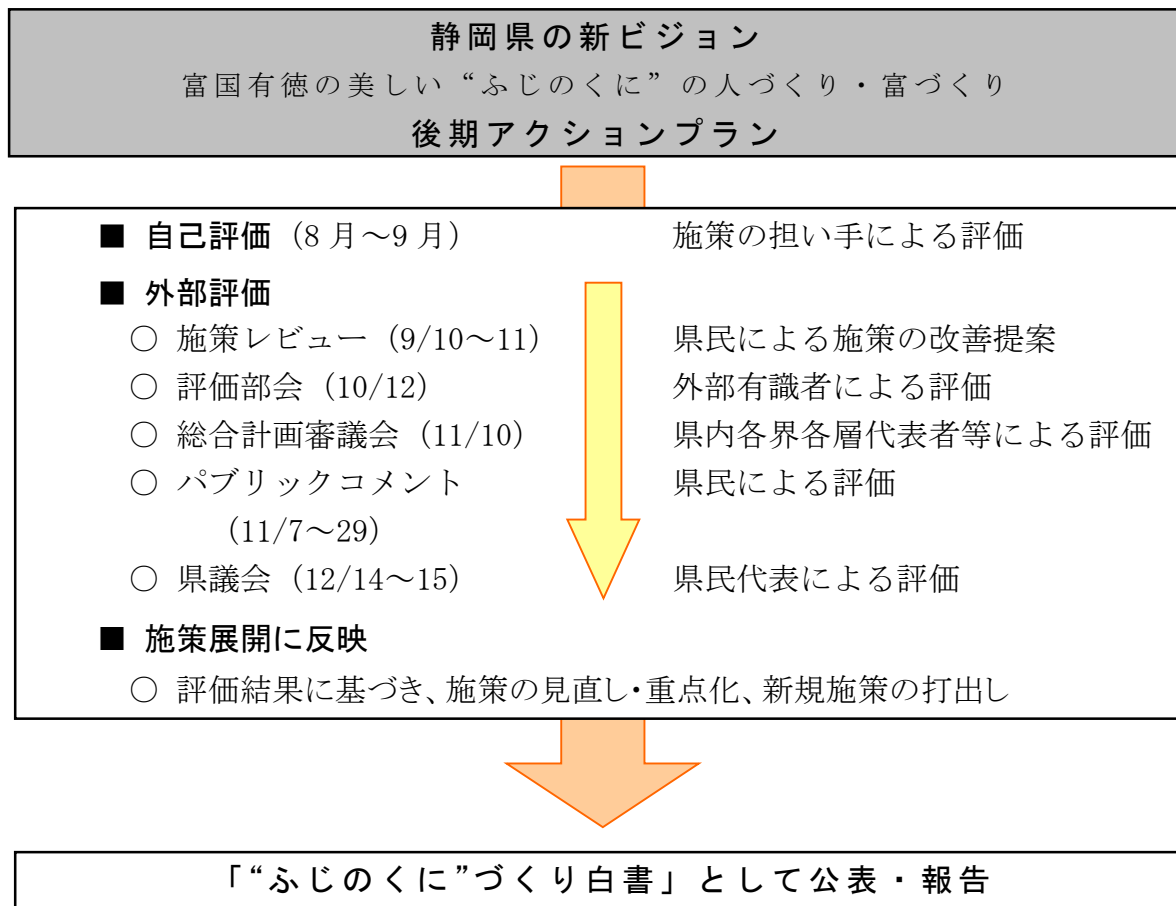 静岡県の新ビジョン
富国有徳の美しい“ふじのくに”の人づくり・富づくり
後期アクションプラン
■ 自己評価（8月～9月） 施策の担い手による評価
■ 外部評価
○ 施策レビュー（9/10～11） 県民による施策の改善提案
○ 評価部会（10/12） 外部有識者による評価
○ 総合計画審議会（11/10） 県内各界各層代表者等による評価
○ パブリックコメント 県民による評価
（11/7～29）
○ 県議会（12/14～15） 県民代表による評価
■ 施策展開に反映
○ 評価結果に基づき、施策の見直し・重点化、新規施策の打出し
「“ふじのくに”づくり白書」として公表・報告